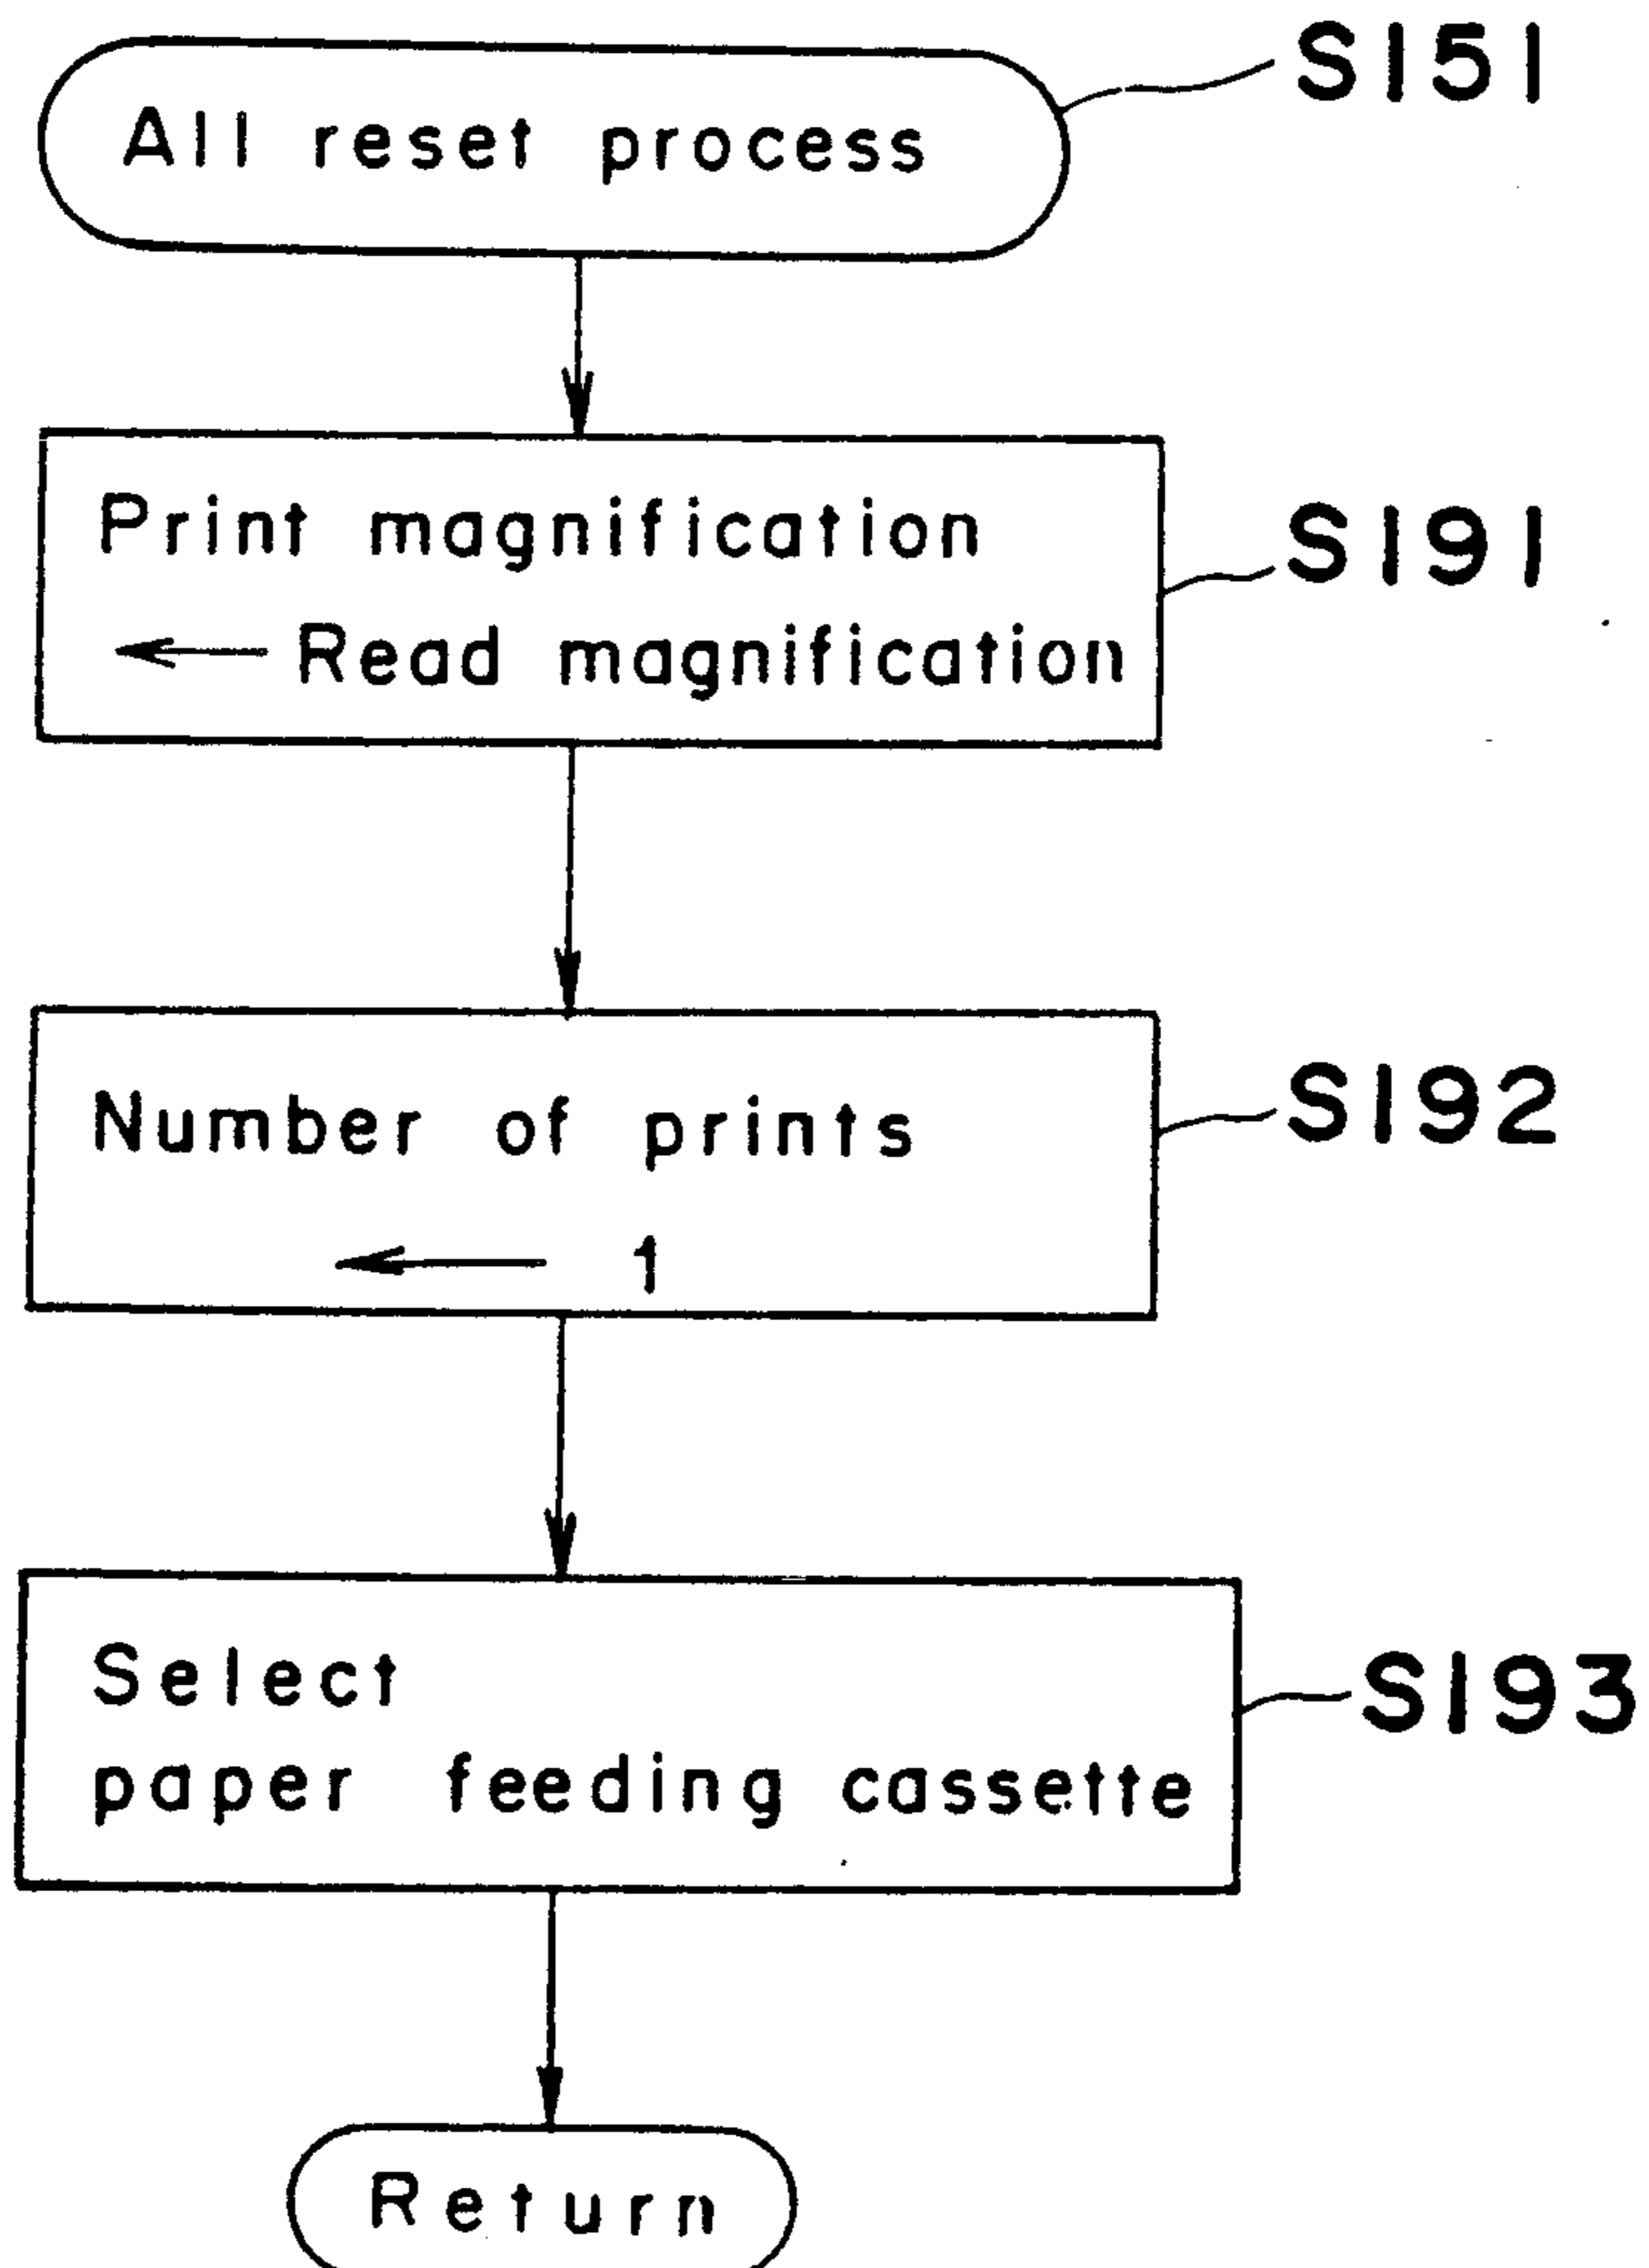 All reset process
S151
Print magnification
← Read magnification
S191
Number of prints
← 1
S192
Select
paper feeding cassette
S193
Return